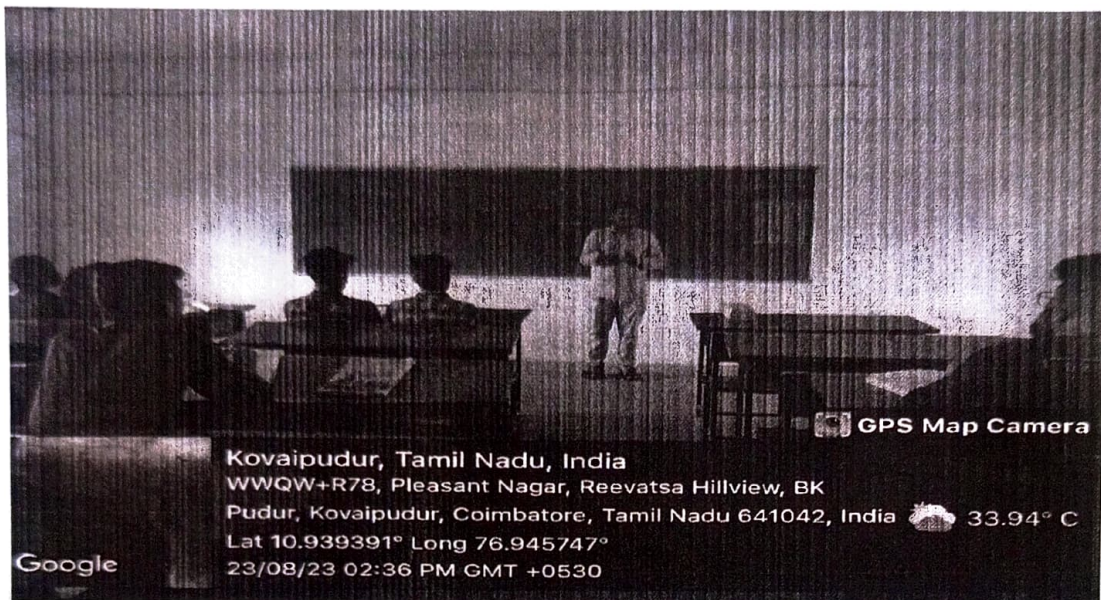 GPS Map Camera
Kovaipudur, Tamil Nadu, India
WWQW+R78, Pleasant Nagar, Reevatsa Hillview, BK
Pudur, Kovaipudur, Coimbatore, Tamil Nadu 641042, India
33.94° C
Lat 10.939391° Long 76.945747°
23/08/23 02:36 PM GMT +0530
Google